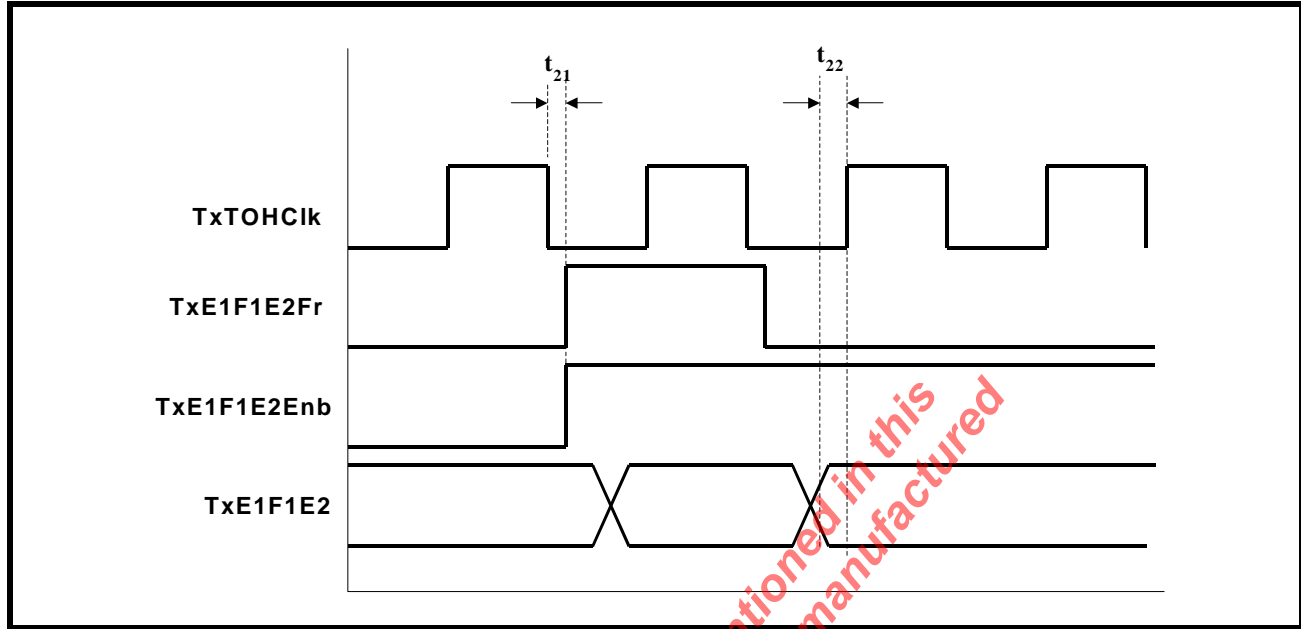 t21
t22
TxTOHClk
TxE1F1E2Fr
TxE1F1E2Enb
TxE1F1E2
tioned in this
manufactured